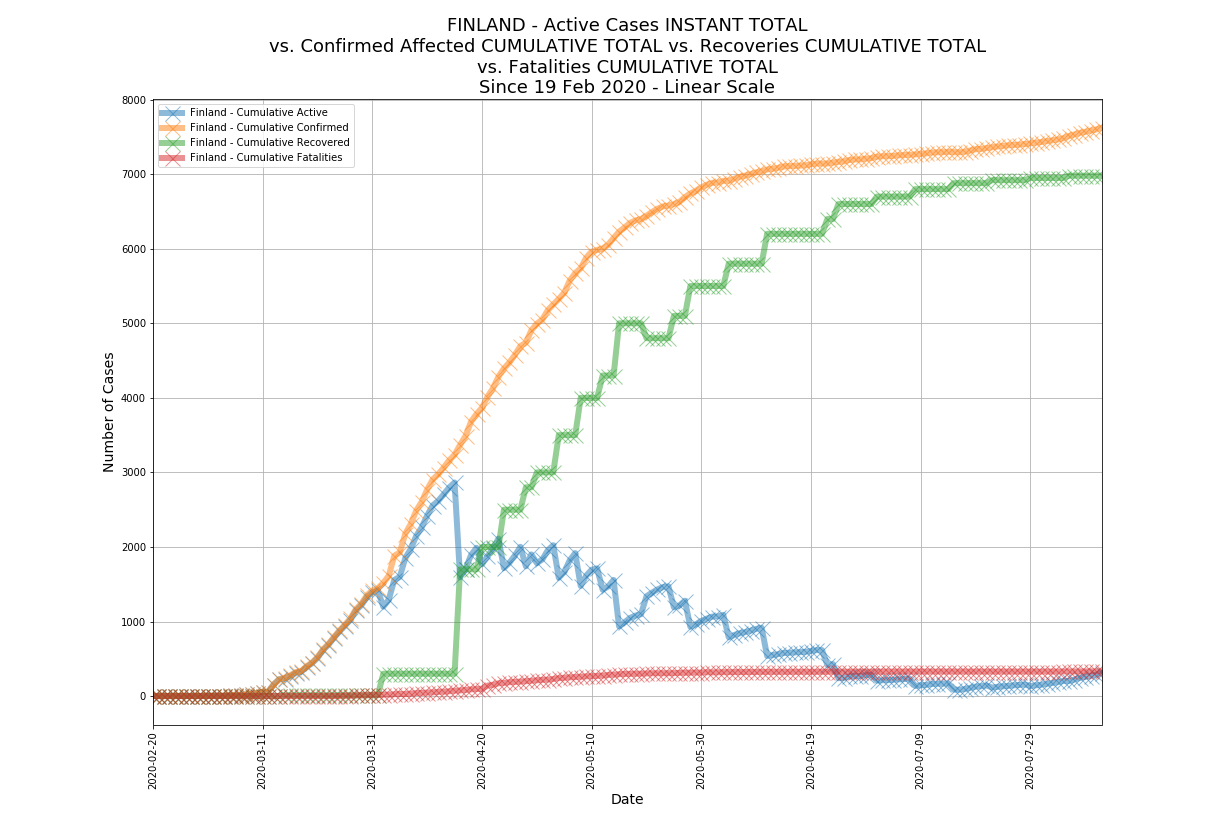 FINLAND - Active Cases INSTANT TOTAL
vs. Confirmed Affected CUMULATIVE TOTAL vs. Recoveries CUMULATIVE TOTAL
vs. Fatalities CUMULATIVE TOTAL
Since 19 Feb 2020 - Linear Scale
Finland - Cumulative Active
Finland - Cumulative Confirmed
Finland - Cumulative Recovered
Finland - Cumulative Fatalities
8000
7000
6000
5000
4000
3000
2000
1000
0
Number of Cases
2020-02-20
2020-03-11
2020-03-31
2020-04-20
2020-05-10
2020-05-30
2020-06-19
2020-07-09
2020-07-29
Date